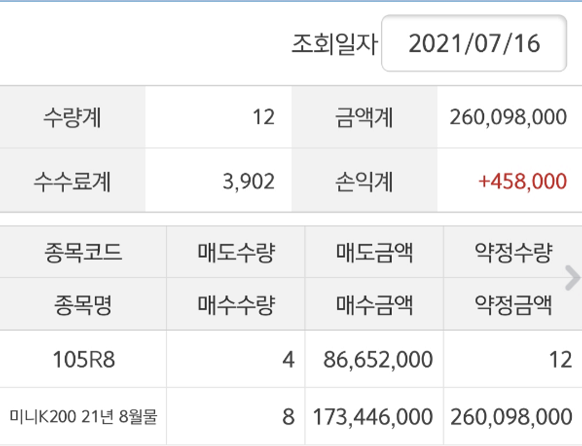 조회일자 2021/07/16
수량계 12 금액계 260,098,000
수수료계 3,902 손익계 +458,000
종목코드 매도수량 매도금액 약정수량
종목명 매수수량 매수금액 약정금액
105R8 4 86,652,000 12
미니K200 21년 8월물 8 173,446,000 260,098,000